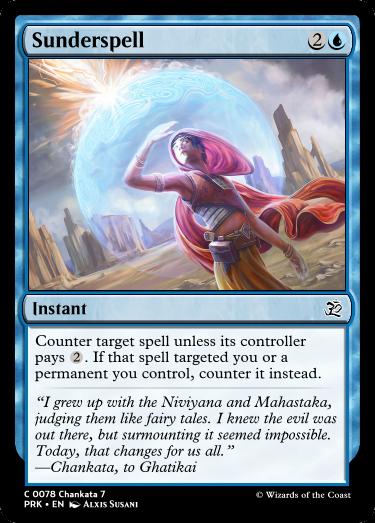 Sunderspell 2
Instant
Counter target spell unless its controller
pays 2. If that spell targeted you or a
permanent you control, counter it instead.
“I grew up with the Niviyana and Mahastaka,
judging them like fairy tales. I knew the evil was
out there, but surmounting it seemed impossible.
Today, that changes for us all.”
—Chankata, to Ghatikai
C 0078 Chankata 7
PRK • EN Alxis Susani
© Wizards of the Coast